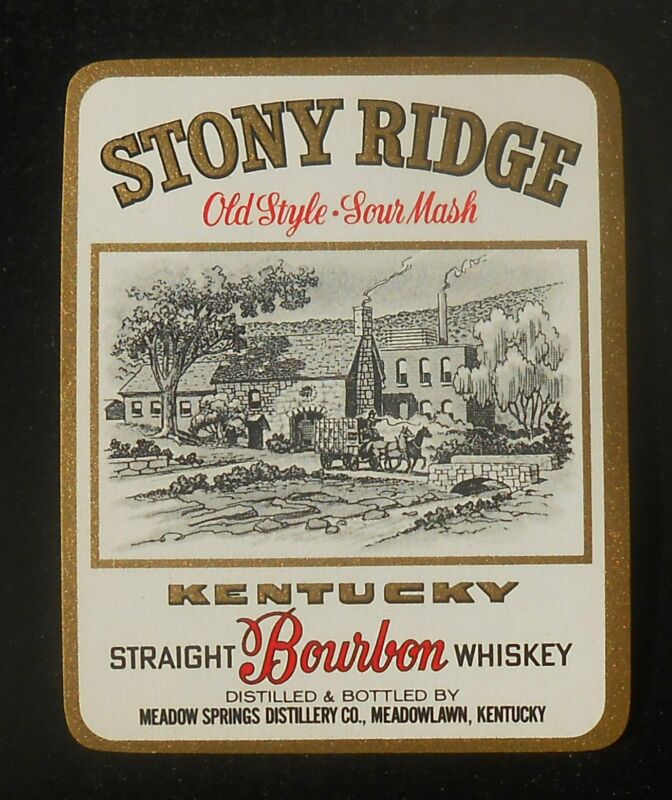 STONY RIDGE
Old Style • Sour Mash
KENTUCKY
STRAIGHT Bourbon WHISKEY
DISTILLED & BOTTLED BY
MEADOW SPRINGS DISTILLERY CO., MEADOWLAWN, KENTUCKY